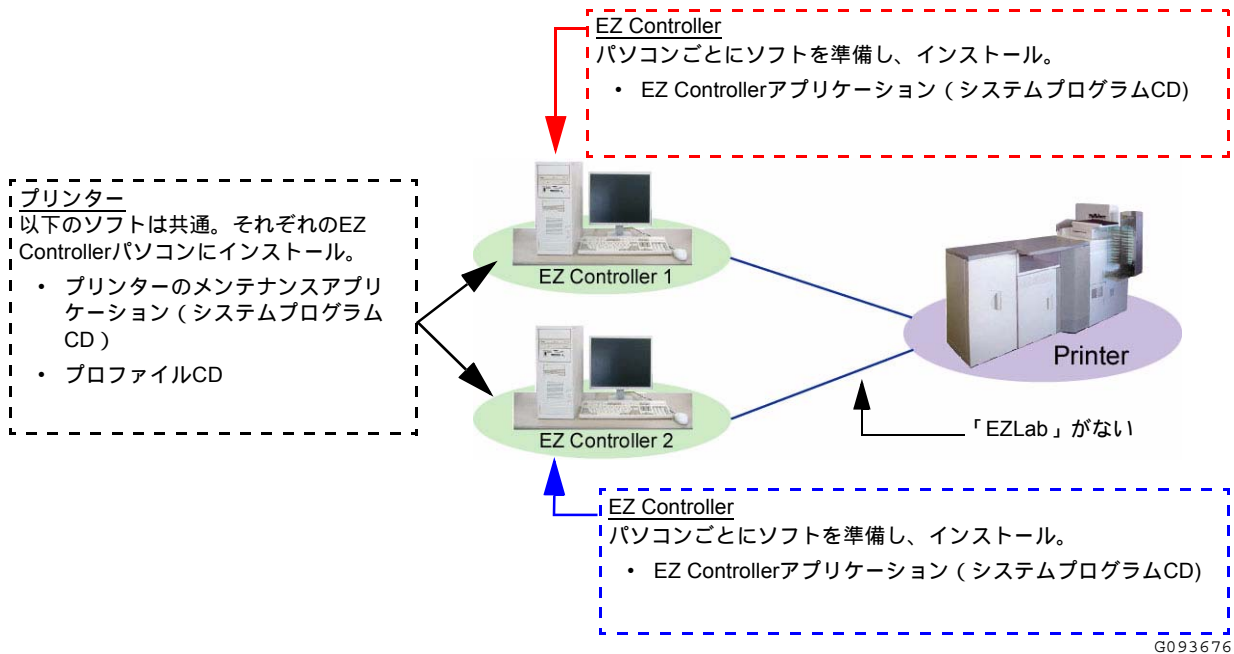 EZ Controller
パソコンごとにソフトを準備し、インストール。
• EZ Controllerアプリケーション（システムプログラムCD)
プリンター
以下のソフトは共通。それぞれのEZ
Controllerパソコンにインストール。
• プリンターのメンテナンスアプリ
ケーション（システムプログラム
CD）
• プロファイルCD
EZ Controller 1
Printer
EZ Controller 2
「EZLab」がない
EZ Controller
パソコンごとにソフトを準備し、インストール。
• EZ Controllerアプリケーション（システムプログラムCD)
G093676